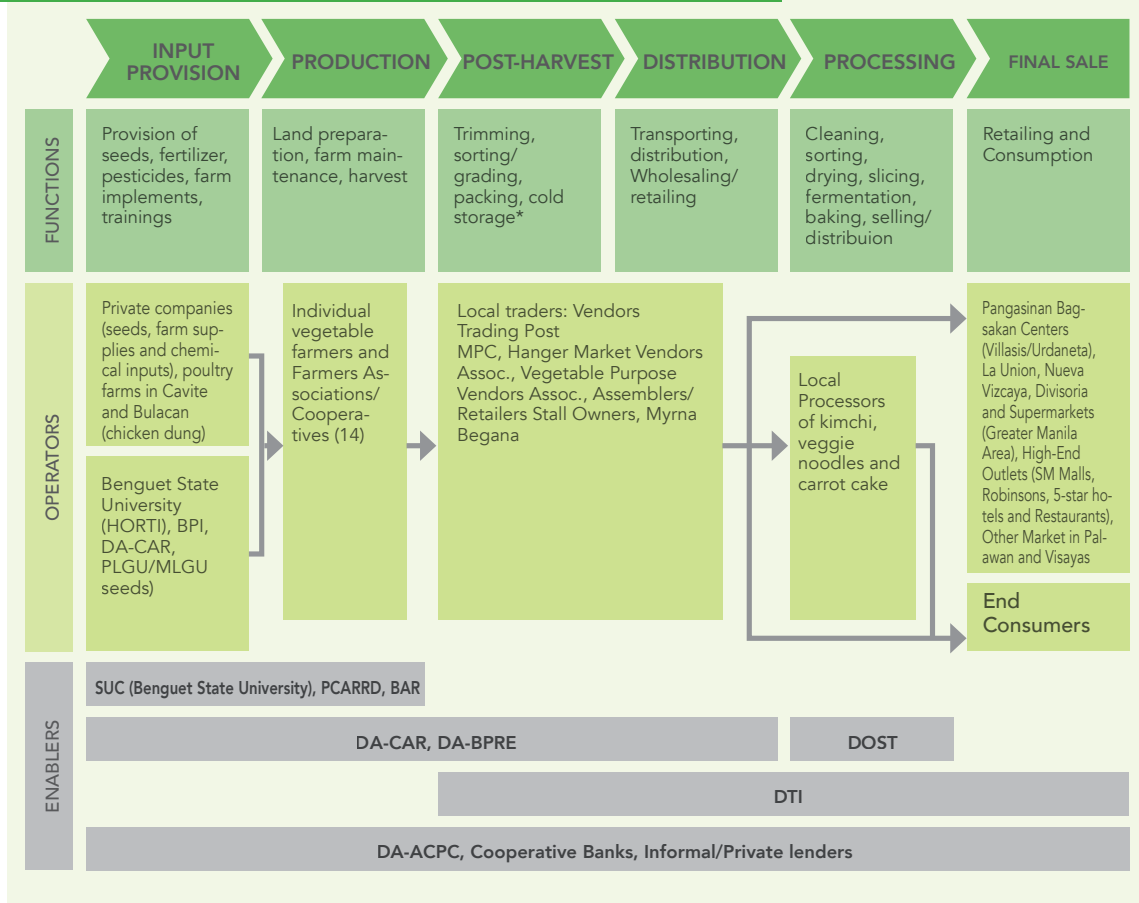 INPUT
PROVISION
PRODUCTION
POST-HARVEST
DISTRIBUTION
PROCESSING
FINAL SALE
FUNCTIONS
Provision of
seeds, fertilizer,
pesticides, farm
implements,
trainings
Land prepara-
tion, farm main-
tenance, harvest
Trimming,
sorting/
grading,
packing, cold
storage*
Transporting,
distribution,
Wholesaling/
retailing
Cleaning,
sorting,
drying, slicing,
fermentation,
baking, selling/
distribuion
Retailing and
Consumption
OPERATORS
Private companies
(seeds, farm sup-
plies and chemi-
cal inputs), poultry
farms in Cavite
and Bulacan
(chicken dung)
Benguet State
University
(HORTI), BPI,
DA-CAR,
PLGU/MLGU
seeds)
Individual
vegetable
farmers and
Farmers As-
sociations/
Coopera-
tives (14)
Local traders: Vendors
Trading Post
MPC, Hanger Market Vendors
Assoc., Vegetable Purpose
Vendors Assoc., Assemblers/
Retailers Stall Owners, Myrna
Begana
Local
Processors
of kimchi,
veggie
noodles and
carrot cake
Pangasinan Bag-
sakan Centers
(Villasis/Urdaneta),
La Union, Nueva
Vizcaya, Divisoria
and Supermarkets
(Greater Manila
Area), High-End
Outlets (SM Malls,
Robinsons, 5-star ho-
tels and Restaurants),
Other Market in Pal-
awan and Visayas
End
Consumers
ENABLERS
SUC (Benguet State University), PCARRD, BAR
DA-CAR, DA-BPRE
DOST
DTI
DA-ACPC, Cooperative Banks, Informal/Private lenders